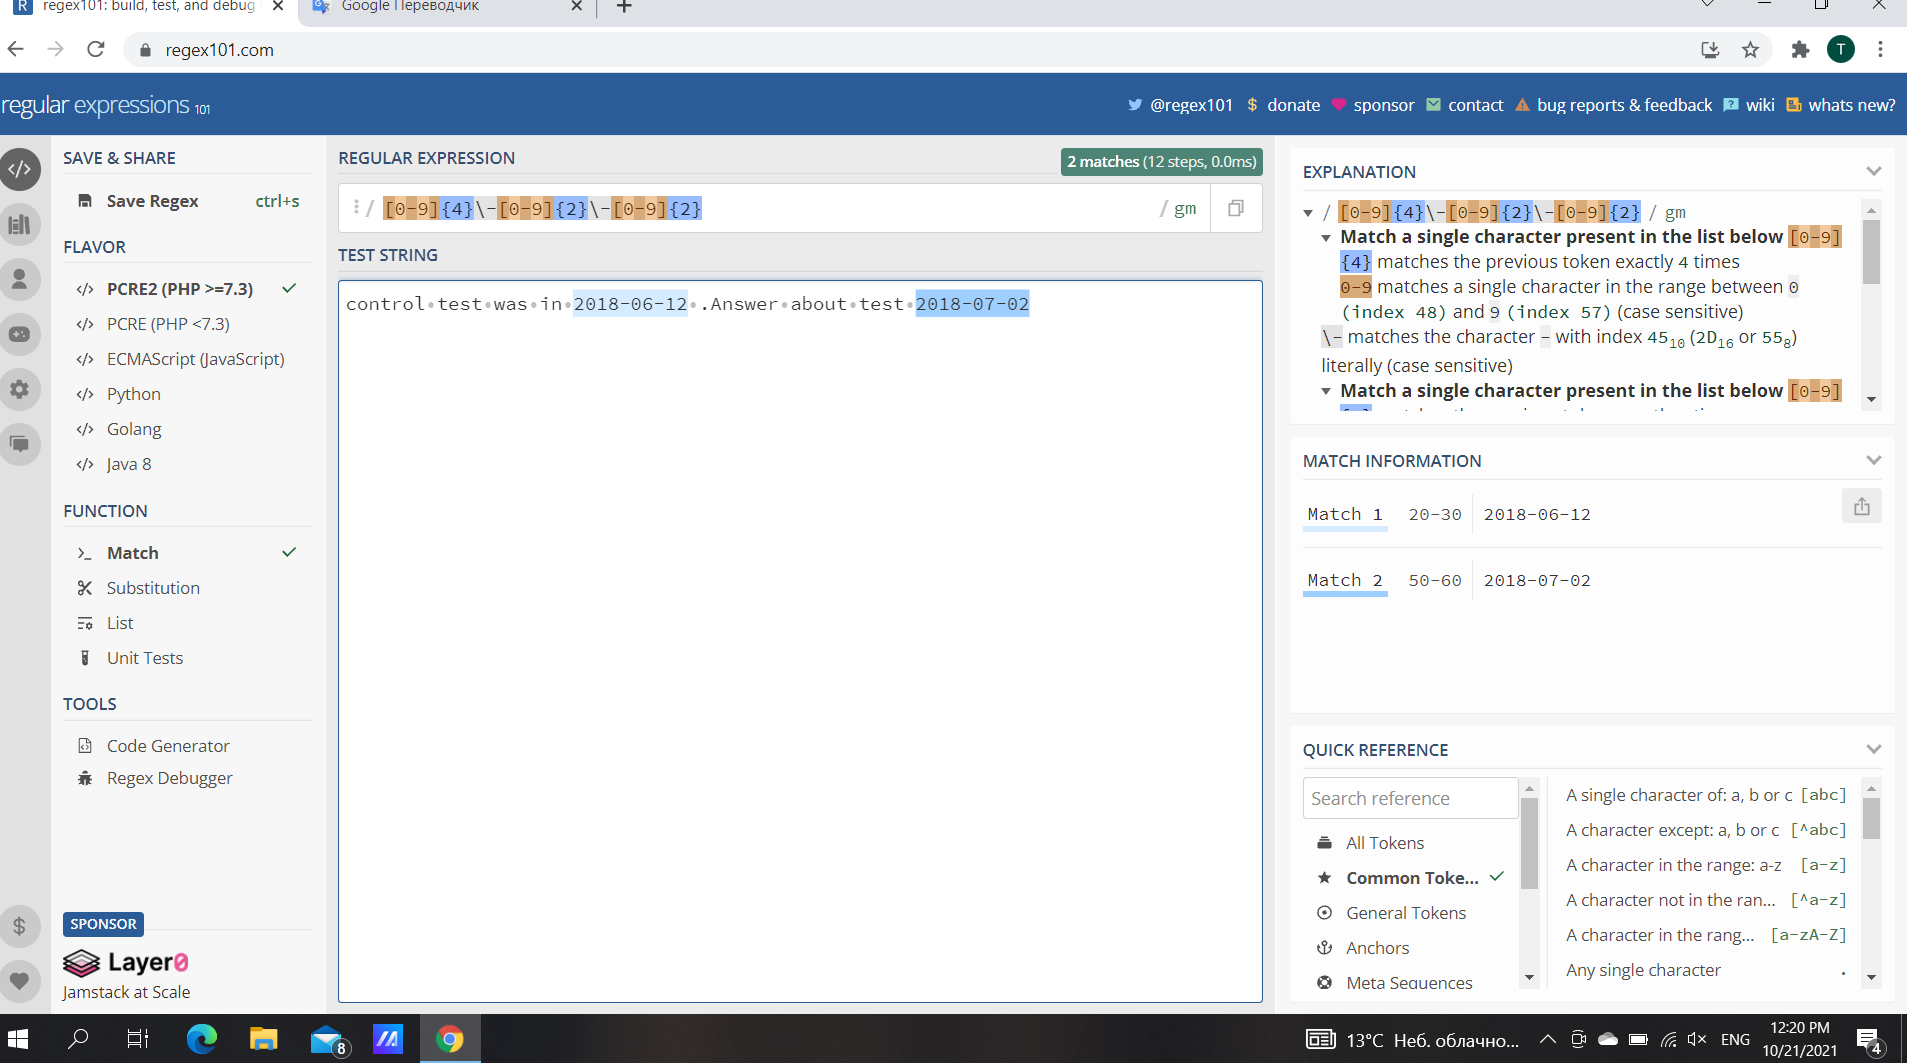 regex101: build, test, and debug
Google Переводчик
regex101.com
T
regular expressions 101
@regex101 $ donate sponsor contact bug reports & feedback wiki whats new?
SAVE & SHARE
Save Regex ctrl+s
FLAVOR
</> PCRE2 (PHP >=7.3)
</> PCRE (PHP <7.3)
</> ECMAScript (JavaScript)
</> Python
</> Golang
</> Java 8
FUNCTION
Match
Substitution
List
Unit Tests
TOOLS
Code Generator
Regex Debugger
SPONSOR
Layer0
Jamstack at Scale
REGULAR EXPRESSION
2 matches (12 steps, 0.0ms)
/ [0-9]{4}\-[0-9]{2}\-[0-9]{2} / gm
TEST STRING
control·test·was·in·2018-06-12·.Answer·about·test·2018-07-02
EXPLANATION
/ [0-9]{4}\-[0-9]{2}\-[0-9]{2} / gm
Match a single character present in the list below [0-9]
{4} matches the previous token exactly 4 times
0-9 matches a single character in the range between 0
(index 48) and 9 (index 57) (case sensitive)
\- matches the character - with index 45₁₀ (2D₁₆ or 55₈)
literally (case sensitive)
Match a single character present in the list below [0-9]
MATCH INFORMATION
Match 1 20-30 2018-06-12
Match 2 50-60 2018-07-02
QUICK REFERENCE
Search reference
All Tokens
Common Toke...
General Tokens
Anchors
Meta Sequences
A single character of: a, b or c [abc]
A character except: a, b or c [^abc]
A character in the range: a-z [a-z]
A character not in the ran... [^a-z]
A character in the rang... [a-zA-Z]
Any single character .
8
13°C Неб. облачно...
ENG
12:20 PM
10/21/2021
4